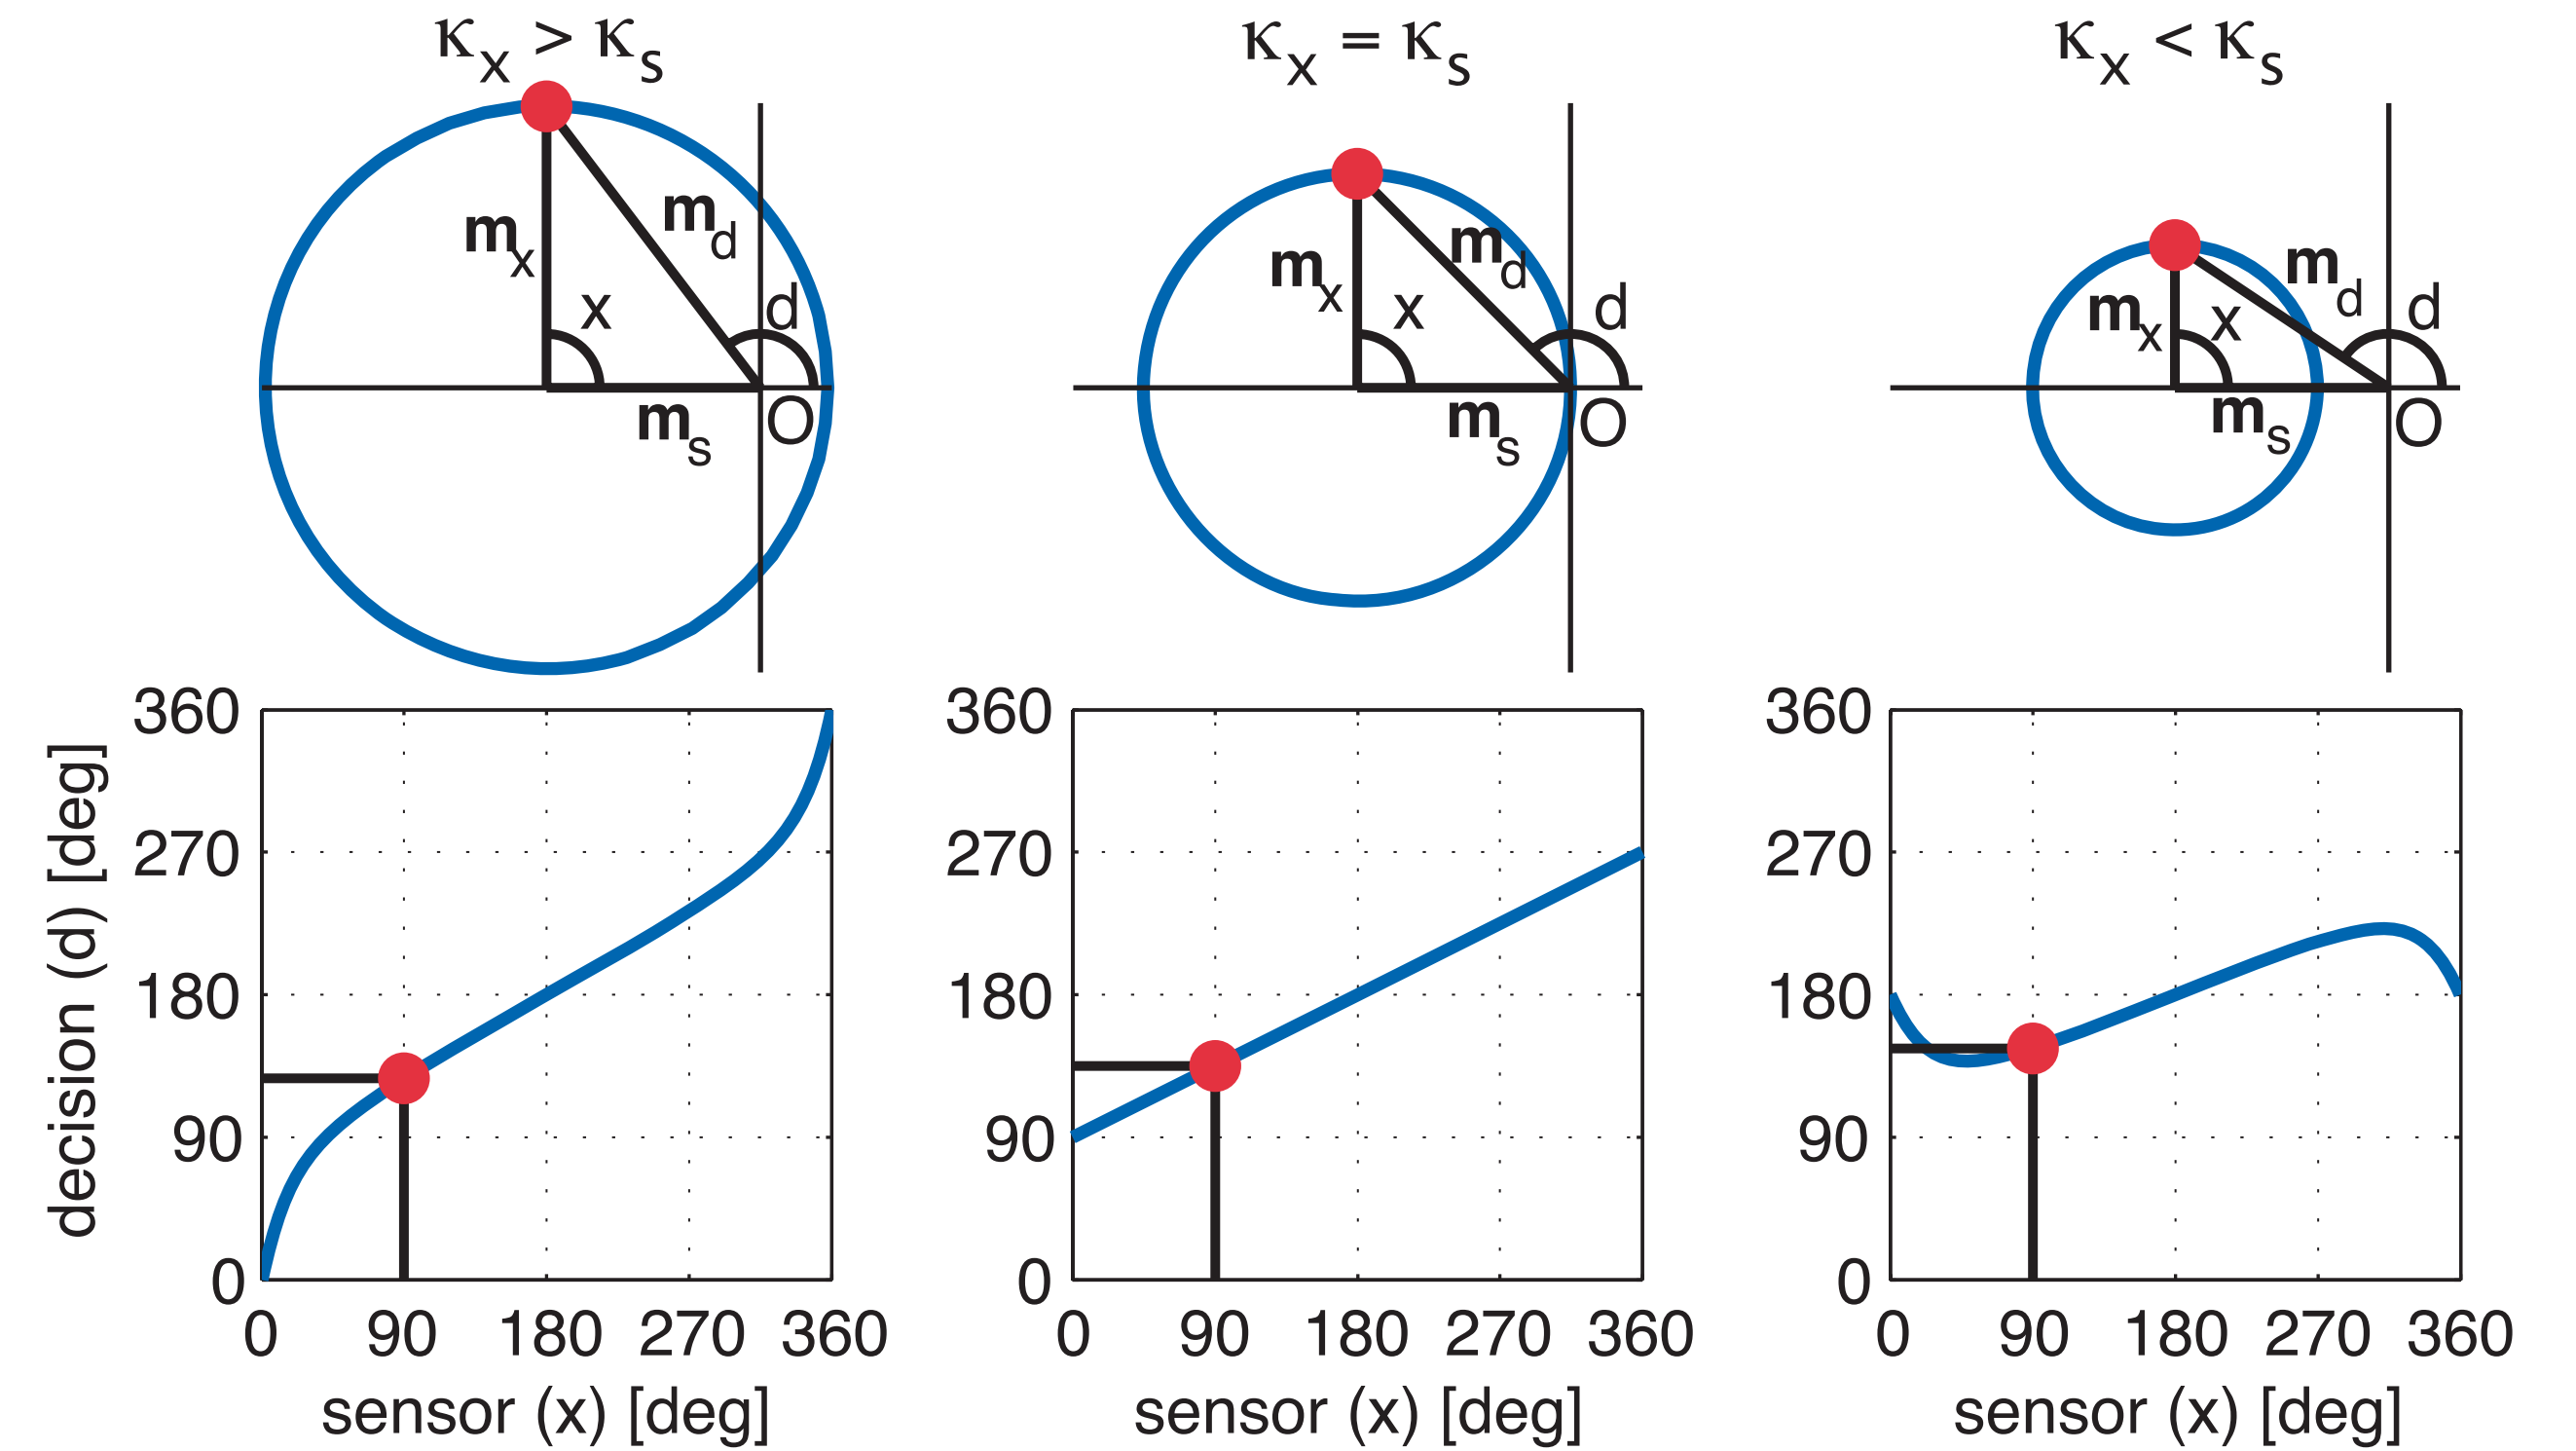 κx > κs
κx = κs
κx < κs
mx
x
md
d
ms
O
mx
x
md
d
ms
O
mx
x
md
d
ms
O
decision (d) [deg]
360
270
180
90
0
0 90 180 270 360
sensor (x) [deg]
360
270
180
90
0
0 90 180 270 360
sensor (x) [deg]
360
270
180
90
0
0 90 180 270 360
sensor (x) [deg]